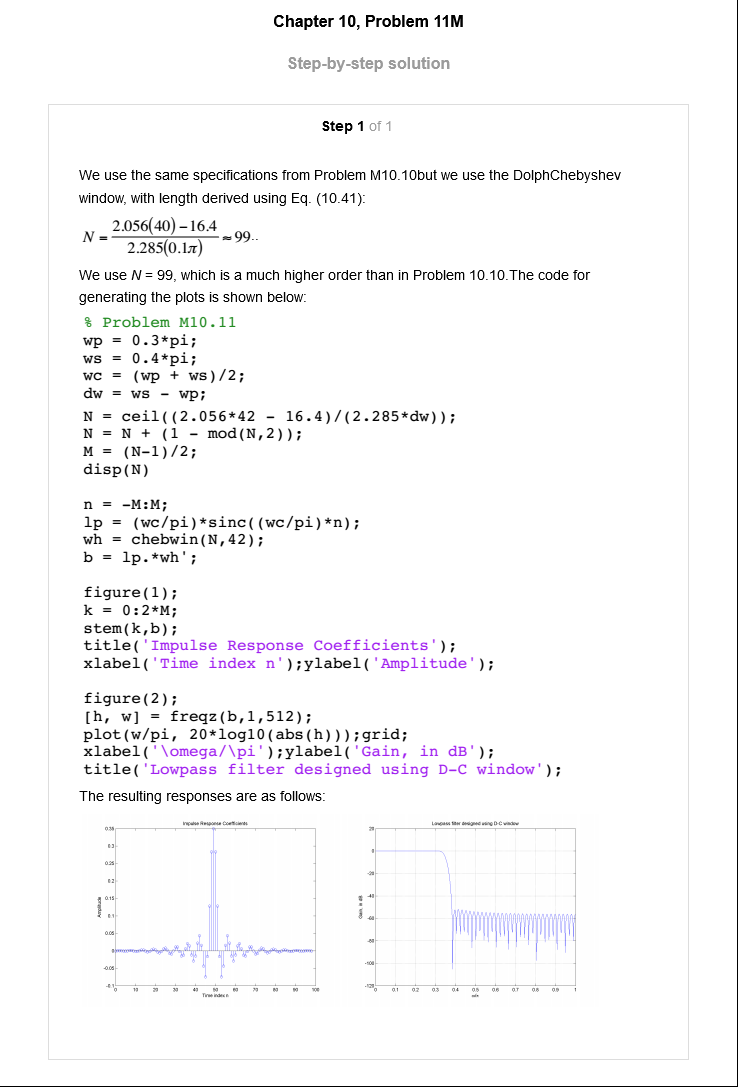 Chapter 10, Problem 11M
Step-by-step solution
Step 1 of 1
We use the same specifications from Problem M10.10but we use the DolphChebyshev
window, with length derived using Eq. (10.41):
N = 2.056(40) − 16.4 / 2.285(0.1π) ≈ 99..
We use N = 99, which is a much higher order than in Problem 10.10.The code for
generating the plots is shown below:
% Problem M10.11
wp = 0.3*pi;
ws = 0.4*pi;
wc = (wp + ws)/2;
dw = ws - wp;
N = ceil((2.056*42 - 16.4)/(2.285*dw));
N = N + (1 - mod(N,2));
M = (N-1)/2;
disp(N)
n = -M:M;
lp = (wc/pi)*sinc((wc/pi)*n);
wh = chebwin(N,42);
b = lp.*wh';
figure(1);
k = 0:2*M;
stem(k,b);
title('Impulse Response Coefficients');
xlabel('Time index n');ylabel('Amplitude');
figure(2);
[h, w] = freqz(b,1,512);
plot(w/pi, 20*log10(abs(h)));grid;
xlabel('\omega/\pi');ylabel('Gain, in dB');
title('Lowpass filter designed using D-C window');
The resulting responses are as follows:
Impulse Response Coefficients
0.35
0.3
0.25
0.2
0.15
0.1
0.05
0
-0.05
-0.1
Amplitude
0 10 20 30 40 50 60 70 80 90 100
Time index n
Lowpass filter designed using D-C window
20
0
-20
-40
-60
-80
-100
-120
Gain, in dB
0 0.1 0.2 0.3 0.4 0.5 0.6 0.7 0.8 0.9 1
ω/π